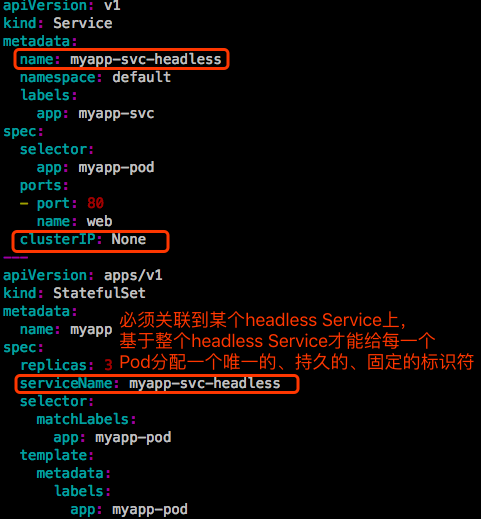 apiVersion: v1
kind: Service
metadata:
  name: myapp-svc-headless
  namespace: default
  labels:
    app: myapp-svc
spec:
  selector:
    app: myapp-pod
  ports:
  - port: 80
    name: web
  clusterIP: None
---
apiVersion: apps/v1
kind: StatefulSet
metadata:
  name: myapp
必须关联到某个headless Service上,
基于整个headless Service才能给每一个
Pod分配一个唯一的、持久的、固定的标识符
spec:
  replicas: 3
  serviceName: myapp-svc-headless
  selector:
    matchLabels:
      app: myapp-pod
  template:
    metadata:
      labels:
        app: myapp-pod